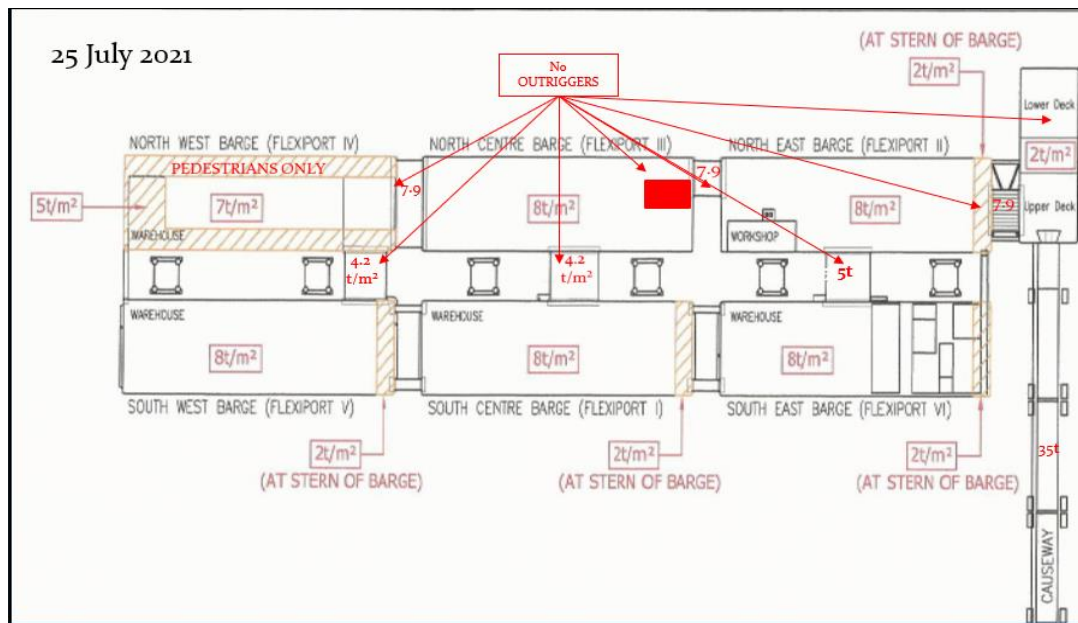 25 July 2021
No
OUTRIGGERS
(AT STERN OF BARGE)
2t/m²
Lower Deck
2t/m²
Upper Deck
NORTH WEST BARGE (FLEXIPORT IV)
NORTH CENTRE BARGE (FLEXIPORT III)
NORTH EAST BARGE (FLEXIPORT II)
PEDESTRIANS ONLY
5t/m²
7t/m²
7.9
8t/m²
7.9
8t/m²
7.9
WAREHOUSE
WORKSHOP
4.2
t/m²
4.2
t/m²
5t
WAREHOUSE
WAREHOUSE
WAREHOUSE
8t/m²
8t/m²
8t/m²
SOUTH WEST BARGE (FLEXIPORT V)
SOUTH CENTRE BARGE (FLEXIPORT I)
SOUTH EAST BARGE (FLEXIPORT VI)
2t/m²
(AT STERN OF BARGE)
2t/m²
(AT STERN OF BARGE)
2t/m²
(AT STERN OF BARGE)
35t
CAUSEWAY